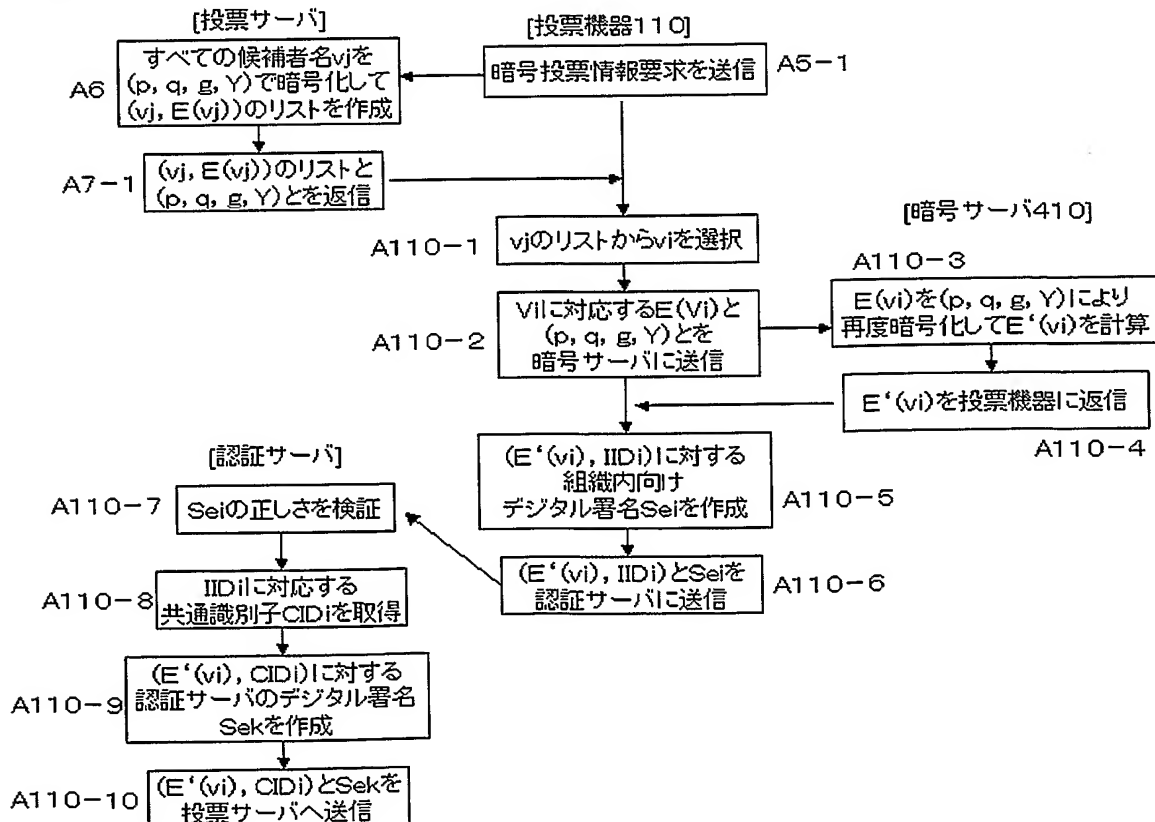 [投票サーバ]
[投票機器110]
A6
すべての候補者名vjを
(p, q, g, Y)で暗号化して
(vj, E(vj))のリストを作成
暗号投票情報要求を送信
A5-1
A7-1
(vj, E(vj))のリストと
(p, q, g, Y)とを返信
[暗号サーバ410]
A110-1
vjのリストからviを選択
A110-3
A110-2
Viに対応するE(Vi)と
(p, q, g, Y)とを
暗号サーバに送信
E(vi)を(p, q, g, Y)により
再度暗号化してE‘(vi)を計算
E‘(vi)を投票機器に返信
A110-4
[認証サーバ]
(E‘(vi), IIDi)に対する
組織内向け
デジタル署名Seiを作成
A110-5
A110-7
Seiの正しさを検証
(E‘(vi), IIDi)とSeiを
認証サーバに送信
A110-6
A110-8
IIDiに対応する
共通識別子CIDiを取得
A110-9
(E‘(vi), CIDi)に対する
認証サーバのデジタル署名
Sekを作成
A110-10
(E‘(vi), CIDi)とSekを
投票サーバへ送信